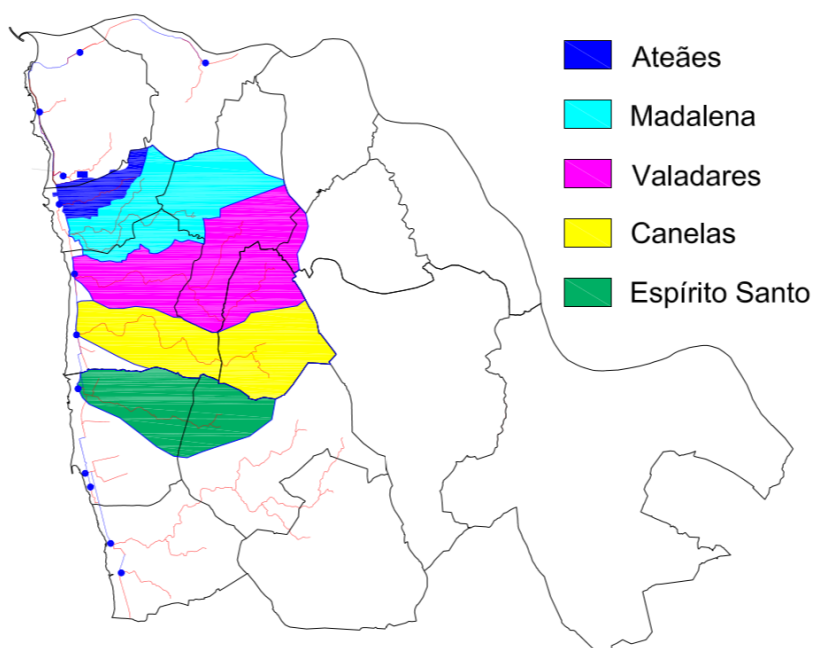 Ateães
Madalena
Valadares
Canelas
Espírito Santo